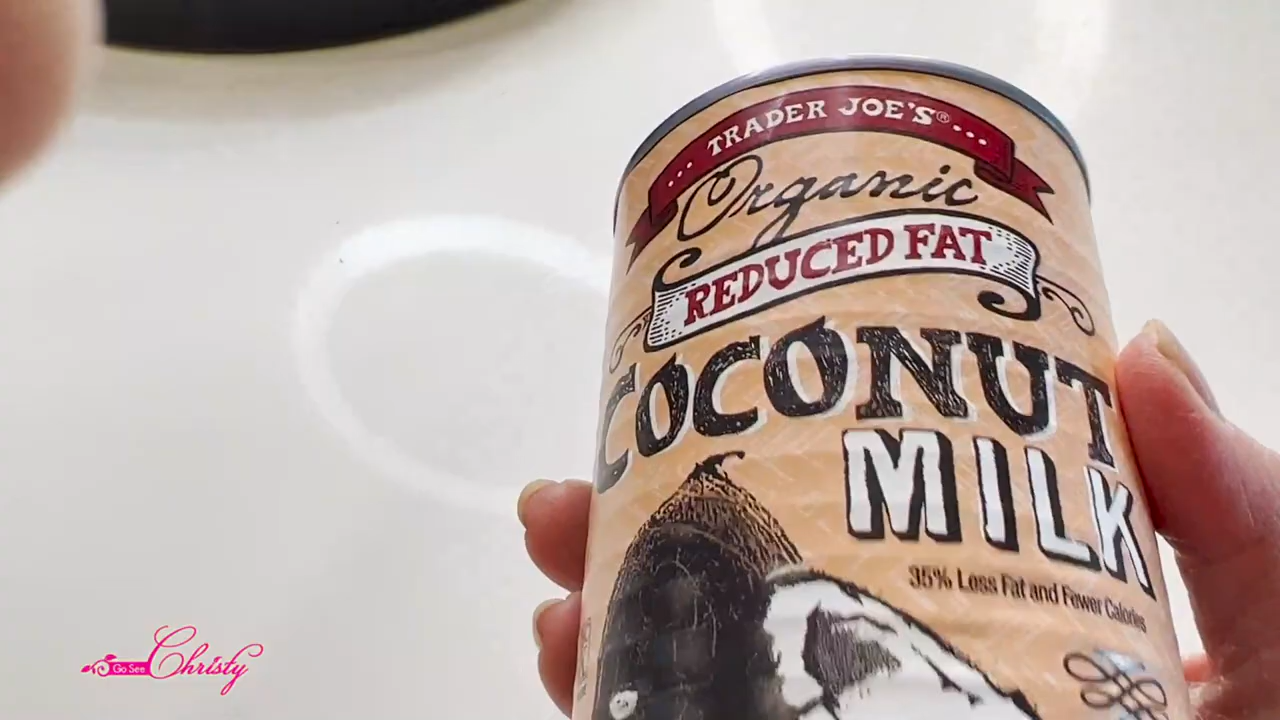 TRADER JOE'S®
Organic
REDUCED FAT
COCONUT
MILK
35% Less Fat and Fewer Calories
Go See Christy